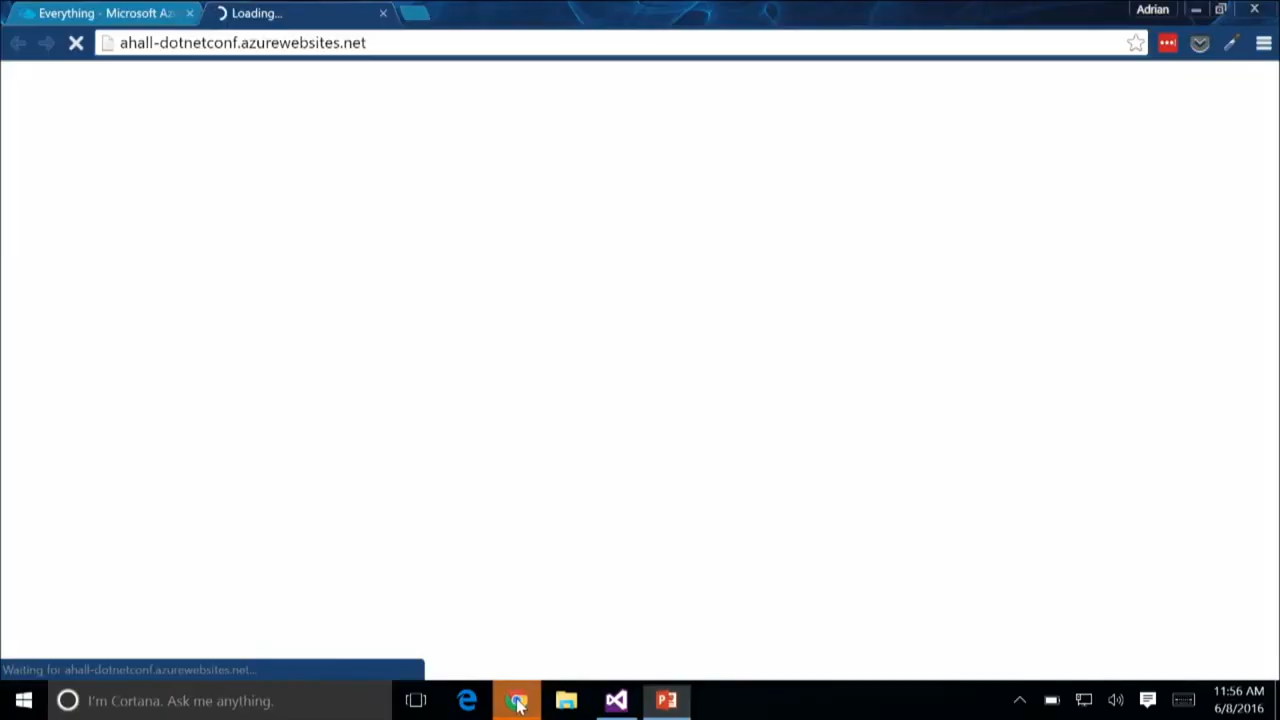 Everything - Microsoft Az
Loading...
Adrian
ahall-dotnetconf.azurewebsites.net
Waiting for ahall-dotnetconf.azurewebsites.net...
I'm Cortana. Ask me anything.
11:56 AM
6/8/2016